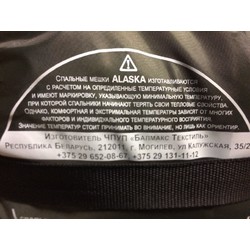 СПАЛЬНЫЕ МЕШКИ ALASKA ИЗГОТАВЛИВАЮТСЯ
С РАСЧЕТОМ НА ОПРЕДЕЛЕННЫЕ ТЕМПЕРАТУРНЫЕ УСЛОВИЯ
И ИМЕЮТ МАРКИРОВКУ, УКАЗЫВАЮЩУЮ МИНИМАЛЬНУЮ ТЕМПЕРАТУРУ,
ПРИ КОТОРОЙ СПАЛЬНИКИ НАЧИНАЮТ ТЕРЯТЬ СВОИ ТЕПЛОВЫЕ СВОЙСТВА.
ОДНАКО, КОМФОРТНАЯ И ЭКСТРЕМАЛЬНАЯ ТЕМПЕРАТУРЫ ЗАВИСЯТ ОТ МНОГИХ
ФАКТОРОВ И ИНДИВИДУАЛЬНОГО ТЕМПЕРАТУРНОГО ВОСПРИЯТИЯ.
ЗНАЧЕНИЕ ТЕМПЕРАТУР СТОИТ ПРИНИМАТЬ ВО ВНИМАНИЕ, НО ЛИШЬ КАК ОРИЕНТИР.
ИЗГОТОВИТЕЛЬ ЧПУП «БАЛМАКС ТЕКСТИЛЬ»
РЕСПУБЛИКА БЕЛАРУСЬ, 212011, Г. МОГИЛЕВ, УЛ КАЛУЖСКАЯ, 35/2
+375 29 652-08-67, +375 29 131-11-12